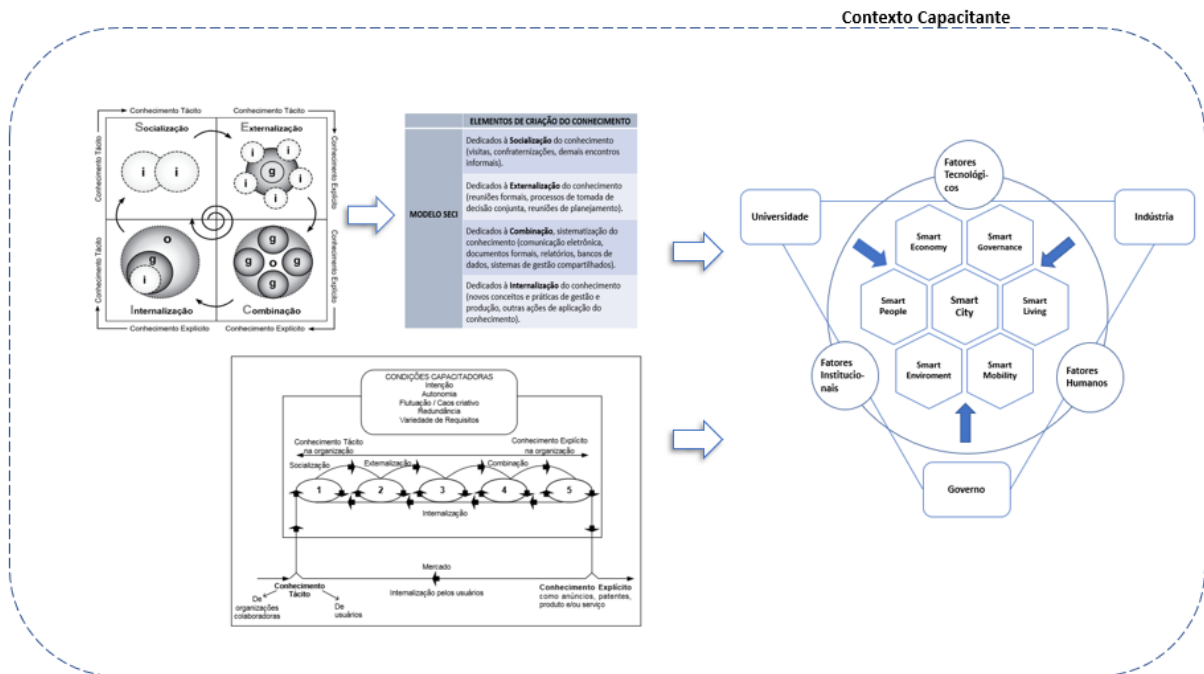 Contexto Capacitante
Conhecimento Tácito
Conhecimento Tácito
Conhecimento Tácito
Socialização
Externalização
Conhecimento Explícito
i
i
i
i
i
i
i
g
Conhecimento Tácito
o
g
i
g
g
o
g
g
Conhecimento Explícito
Internalização
Combinação
Conhecimento Explícito
Conhecimento Explícito
ELEMENTOS DE CRIAÇÃO DO CONHECIMENTO
MODELO SECI
Dedicados à Socialização do conhecimento
(visitas, confraternizações, demais encontros
informais).
Dedicados à Externalização do conhecimento
(reuniões formais, processos de tomada de
decisão conjunta, reuniões de planejamento).
Dedicados à Combinação, sistematização do
conhecimento (comunicação eletrônica,
documentos formais, relatórios, bancos de
dados, sistemas de gestão compartilhados).
Dedicados à Internalização do conhecimento
(novos conceitos e práticas de gestão e
produção, outras ações de aplicação do
conhecimento).
CONDIÇÕES CAPACITADORAS
Intenção
Autonomia
Flutuação / Caos criativo
Redundância
Variedade de Requisitos
Conhecimento Tácito
na organização
Conhecimento Explícito
na organização
Socialização
Externalização
Combinação
1
2
3
4
5
Internalização
Mercado
Conhecimento
Tácito
Internalização pelos usuários
Conhecimento Explícito
como anúncios, patentes,
produto e/ou serviço
De
organizações
colaboradoras
De
usuários
Fatores
Tecnológi-
cos
Universidade
Indústria
Smart
Economy
Smart
Governance
Smart
People
Smart
City
Smart
Living
Fatores
Institucio-
nais
Smart
Enviroment
Smart
Mobility
Fatores
Humanos
Governo